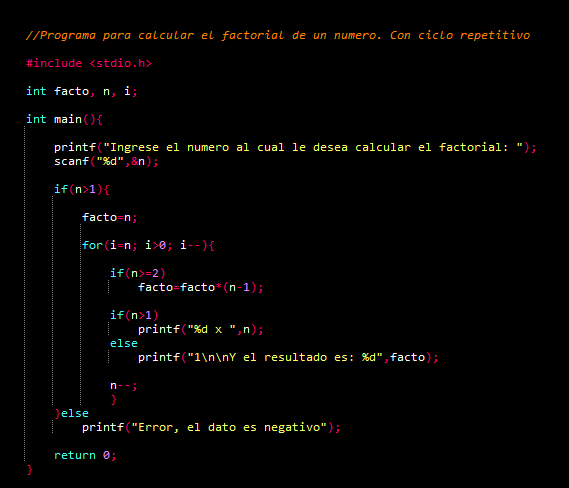 //Programa para calcular el factorial de un numero. Con ciclo repetitivo
#include <stdio.h>
int facto, n, i;
int main(){
printf("Ingrese el numero al cual le desea calcular el factorial: ");
scanf("%d",&n);
if(n>1){
facto=n;
for(i=n; i>0; i--){
if(n>=2)
facto=facto*(n-1);
if(n>1)
printf("%d x ",n);
else
printf("1\n\nY el resultado es: %d",facto);
n--;
}
}else
printf("Error, el dato es negativo");
return 0;
}